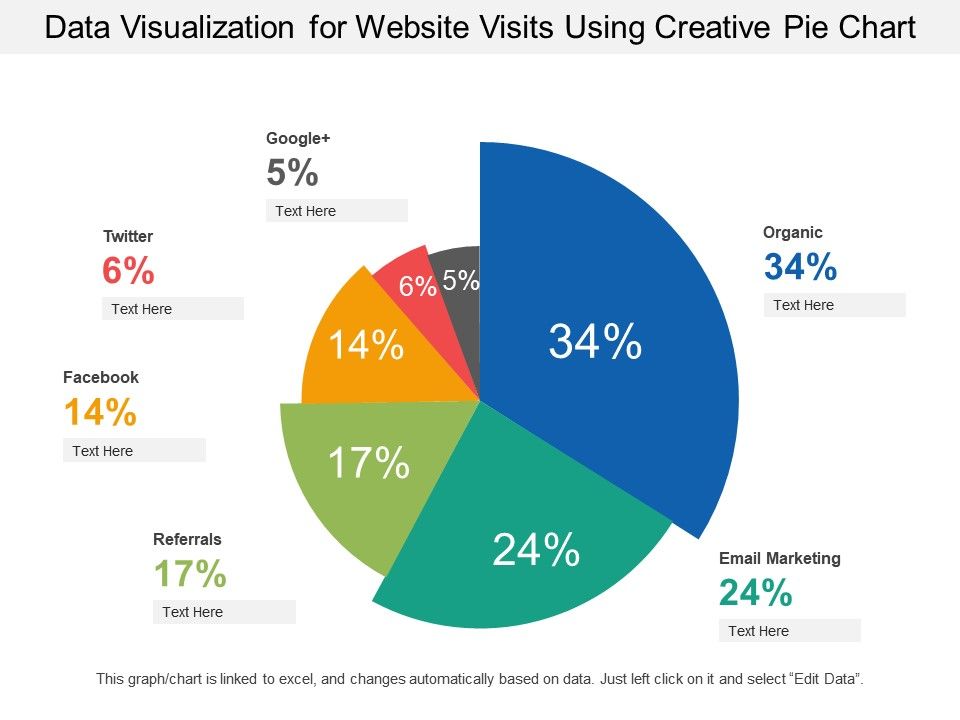 Data Visualization for Website Visits Using Creative Pie Chart
Google+
5%
Text Here
Twitter
6%
Text Here
Facebook
14%
Text Here
Referrals
17%
Text Here
Organic
34%
Text Here
Email Marketing
24%
Text Here
34%
24%
17%
14%
6%
5%
This graph/chart is linked to excel, and changes automatically based on data. Just left click on it and select “Edit Data”.